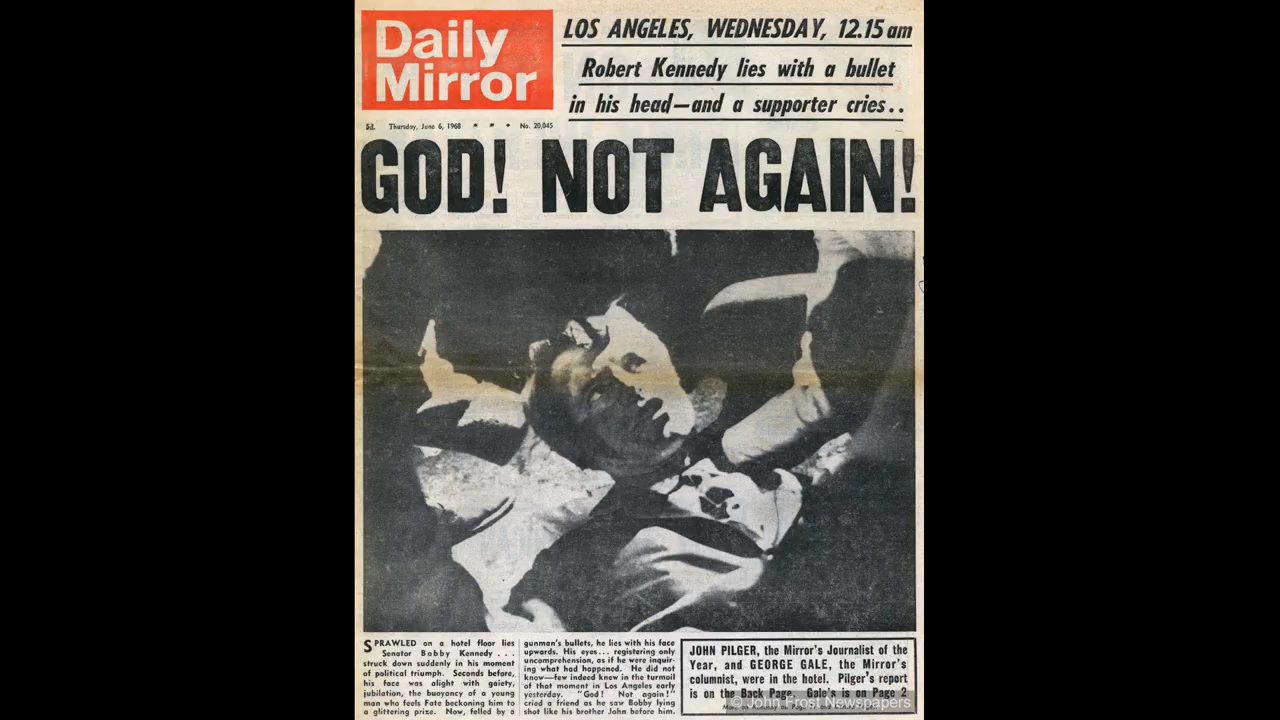 Daily
Mirror
LOS ANGELES, WEDNESDAY, 12.15 am
Robert Kennedy lies with a bullet
in his head—and a supporter cries..
5d. Thursday, June 6, 1968 * * * No. 20,045
GOD! NOT AGAIN!
SPRAWLED on a hotel floor lies
Senator Bobby Kennedy . . .
struck down suddenly in his moment
of political triumph. Seconds before,
his face was alight with gaiety,
jubilation, the buoyancy of a young
man who feels Fate beckoning him to
a glittering prize. Now, felled by a
gunman's bullets, he lies with his face
upwards. His eyes... registering only
uncomprehension, as if he were inquir-
ing what had happened. He did not
know—few indeed knew in the turmoil
of that moment in Los Angeles early
yesterday. "God! Not again!"
cried a friend as he saw Bobby lying
shot like his brother John before him.
JOHN PILGER, the Mirror's Journalist of the
Year, and GEORGE GALE, the Mirror's
columnist, were in the hotel. Pilger's report
is on the Back Page. Gale's is on Page 2
© John Frost Newspapers